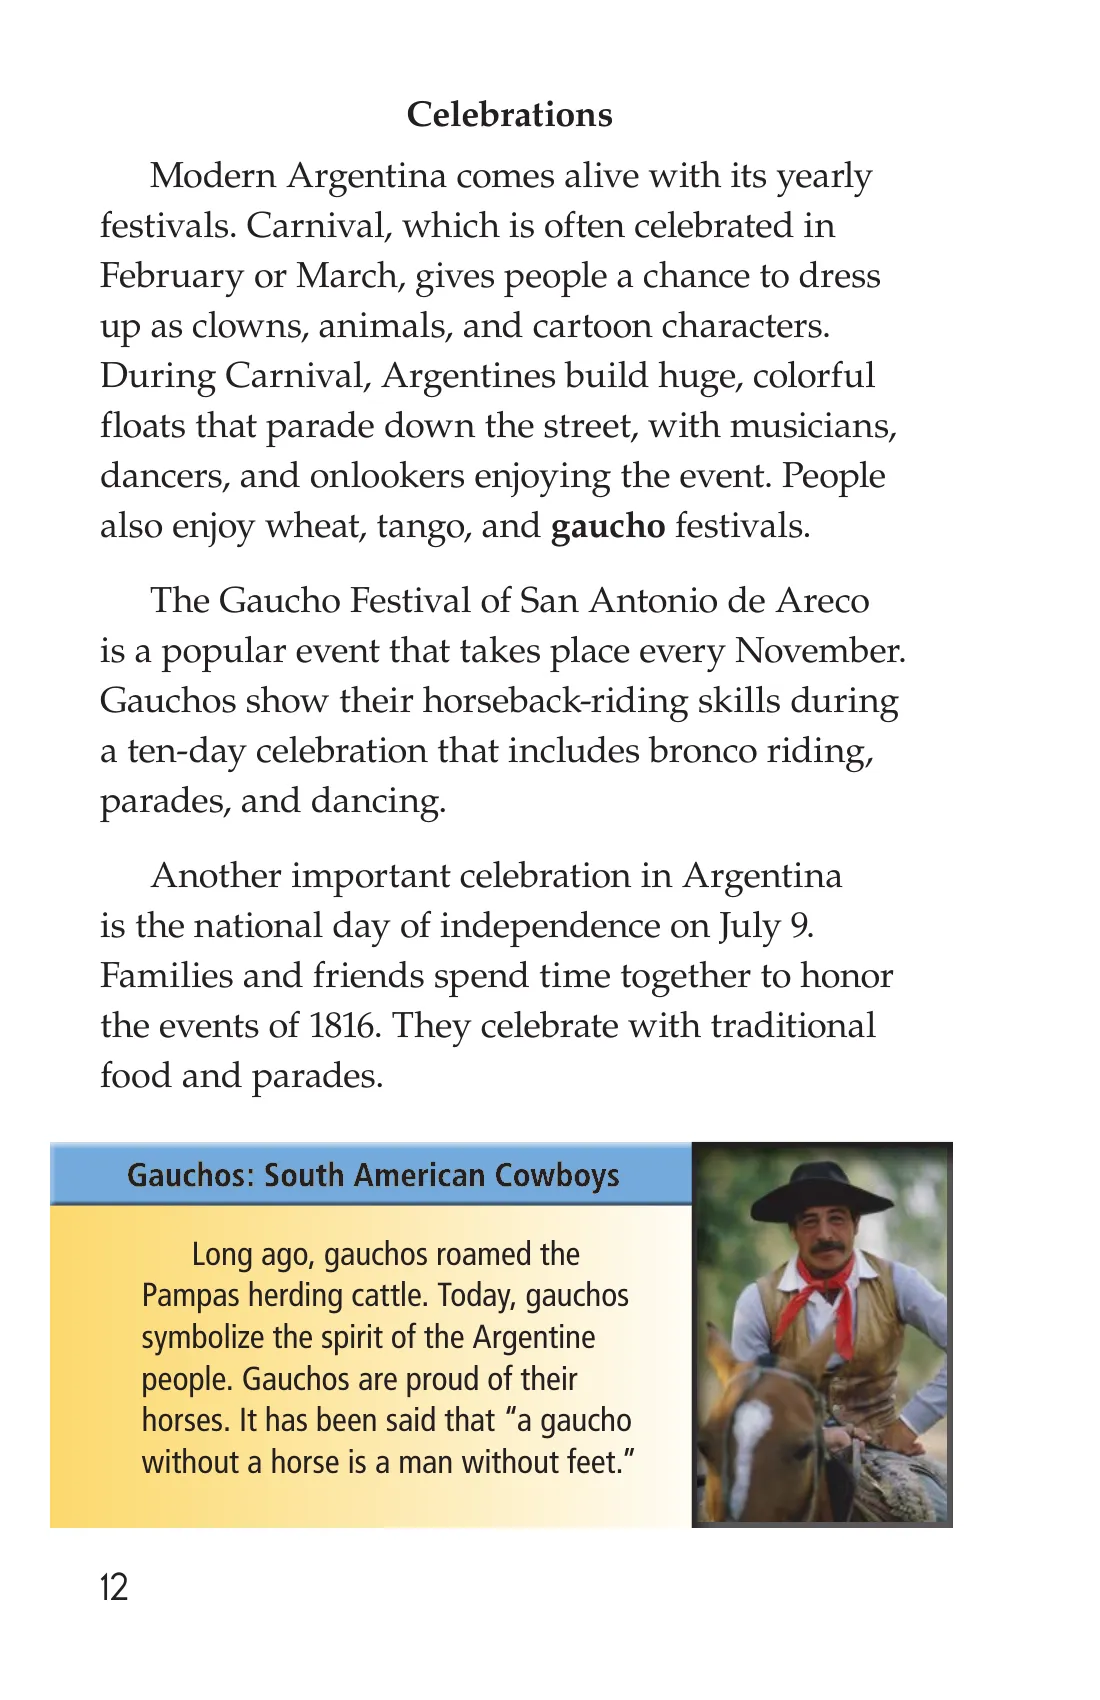 Celebrations
Modern Argentina comes alive with its yearly
festivals. Carnival, which is often celebrated in
February or March, gives people a chance to dress
up as clowns, animals, and cartoon characters.
During Carnival, Argentines build huge, colorful
floats that parade down the street, with musicians,
dancers, and onlookers enjoying the event. People
also enjoy wheat, tango, and gaucho festivals.
The Gaucho Festival of San Antonio de Areco
is a popular event that takes place every November.
Gauchos show their horseback-riding skills during
a ten-day celebration that includes bronco riding,
parades, and dancing.
Another important celebration in Argentina
is the national day of independence on July 9.
Families and friends spend time together to honor
the events of 1816. They celebrate with traditional
food and parades.
Gauchos: South American Cowboys
Long ago, gauchos roamed the
Pampas herding cattle. Today, gauchos
symbolize the spirit of the Argentine
people. Gauchos are proud of their
horses. It has been said that “a gaucho
without a horse is a man without feet.”
12